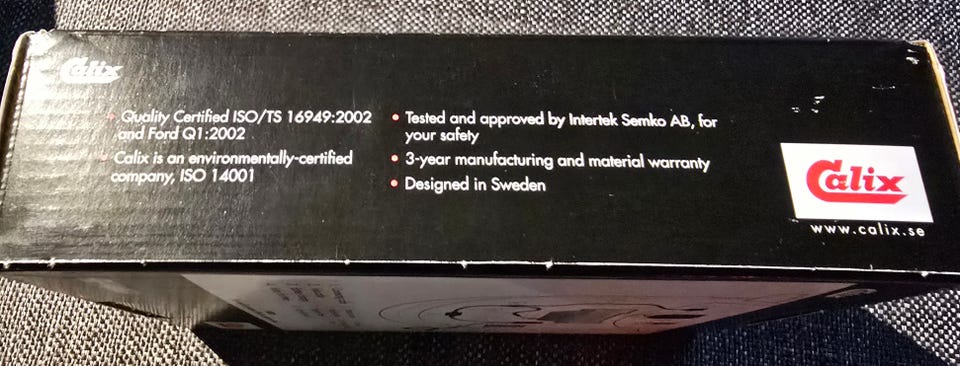 Calix
Quality Certified ISO/TS 16949:2002
and Ford Q1:2002
Calix is an environmentally-certified
company, ISO 14001
Tested and approved by Intertek Semko AB, for
your safety
3-year manufacturing and material warranty
Designed in Sweden
Calix
www.calix.se